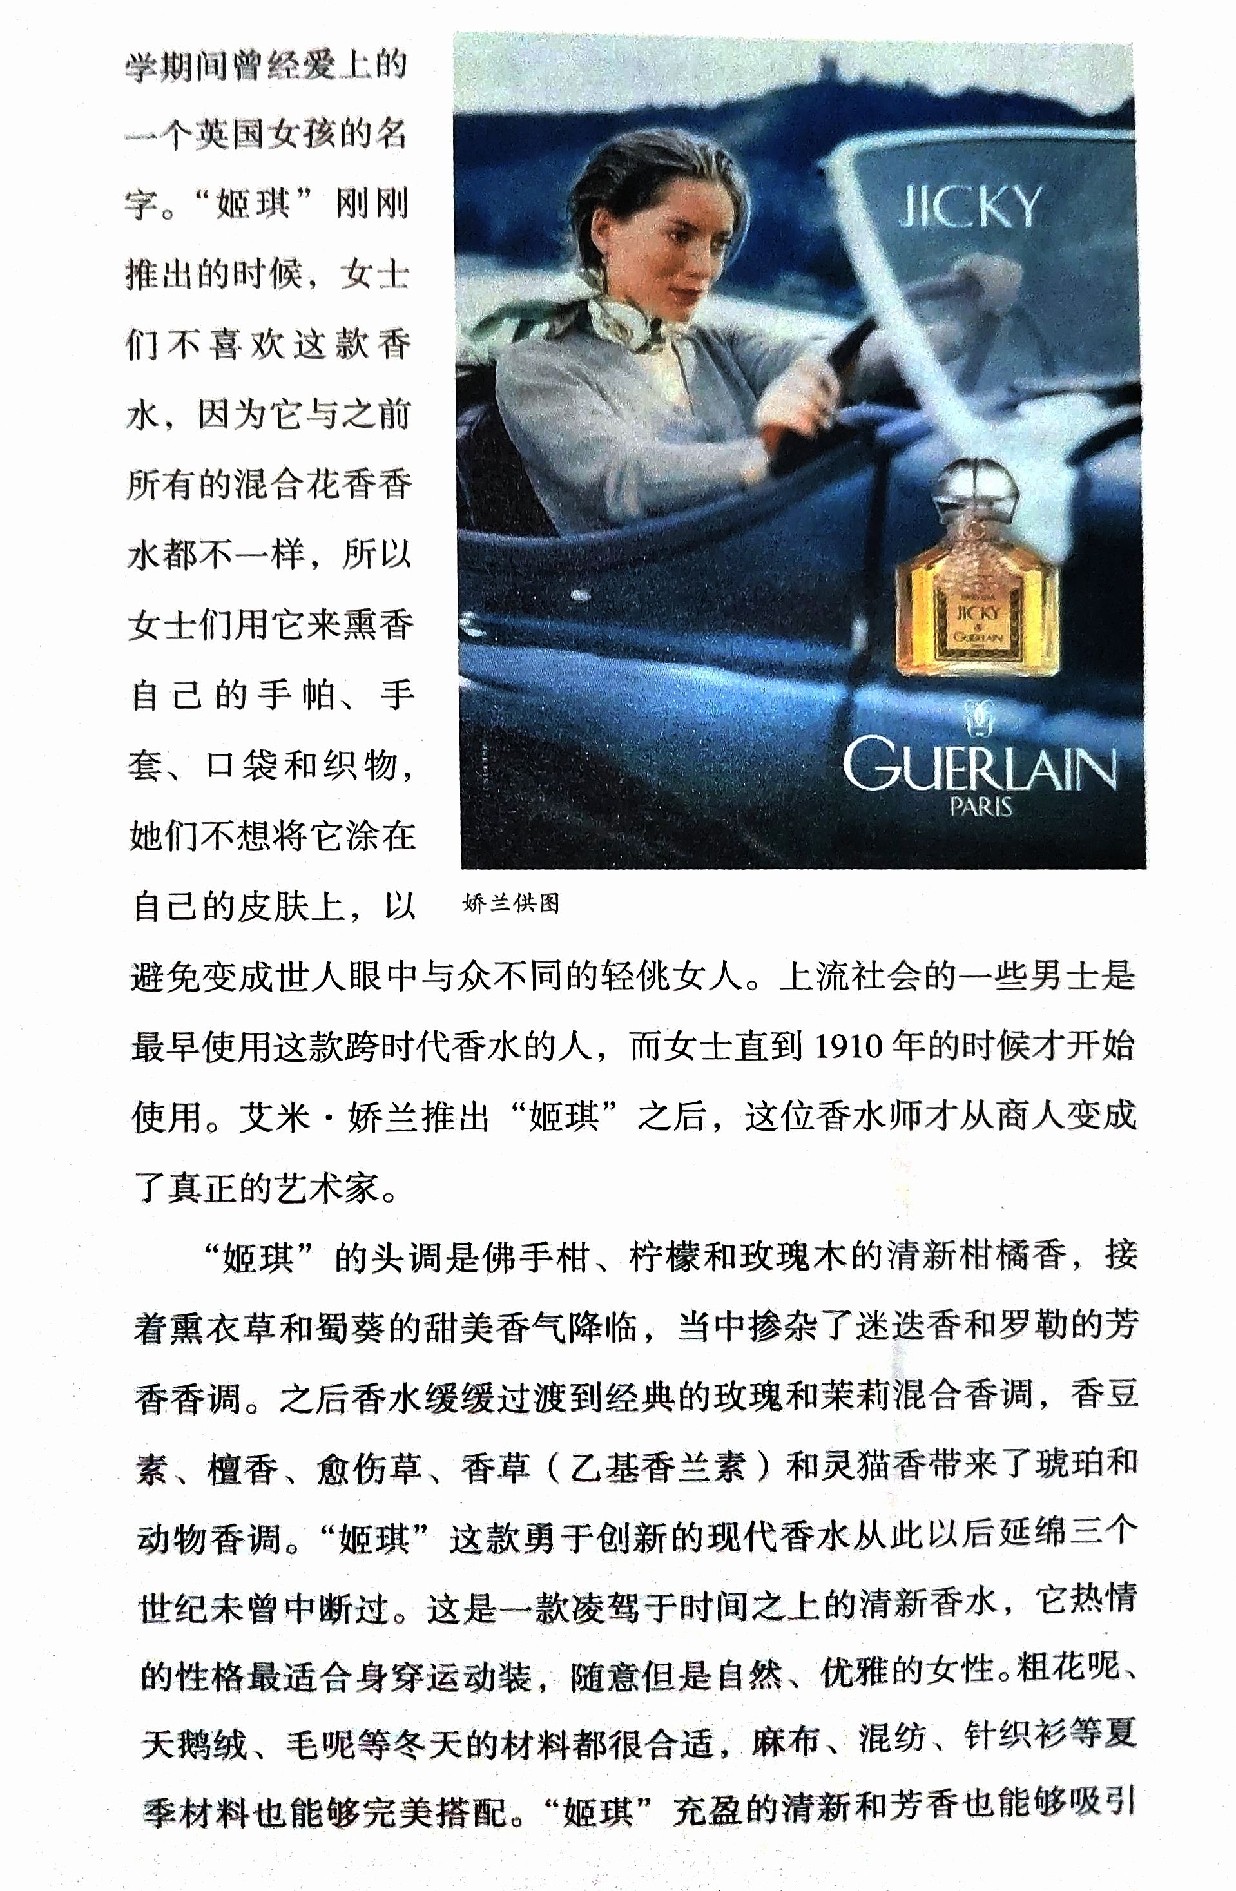 学期间曾经爱上的
一个英国女孩的名
字。“姬琪”刚刚
推出的时候，女士
们不喜欢这款香
水，因为它与之前
所有的混合花香香
水都不一样，所以
女士们用它来熏香
自己的手帕、手
套、口袋和织物，
她们不想将它涂在
自己的皮肤上，以
JICKY
JICKY
GUERLAIN
GUERLAIN
PARIS
娇兰供图
避免变成世人眼中与众不同的轻佻女人。上流社会的一些男士是
最早使用这款跨时代香水的人，而女士直到 1910 年的时候才开始
使用。艾米·娇兰推出“姬琪”之后，这位香水师才从商人变成
了真正的艺术家。
“姬琪”的头调是佛手柑、柠檬和玫瑰木的清新柑橘香，接
着熏衣草和蜀葵的甜美香气降临，当中掺杂了迷迭香和罗勒的芳
香香调。之后香水缓缓过渡到经典的玫瑰和茉莉混合香调，香豆
素、檀香、愈伤草、香草（乙基香兰素）和灵猫香带来了琥珀和
动物香调。“姬琪”这款勇于创新的现代香水从此以后延绵三个
世纪未曾中断过。这是一款凌驾于时间之上的清新香水，它热情
的性格最适合身穿运动装，随意但是自然、优雅的女性。粗花呢、
天鹅绒、毛呢等冬天的材料都很合适，麻布、混纺、针织衫等夏
季材料也能够完美搭配。“姬琪”充盈的清新和芳香也能够吸引